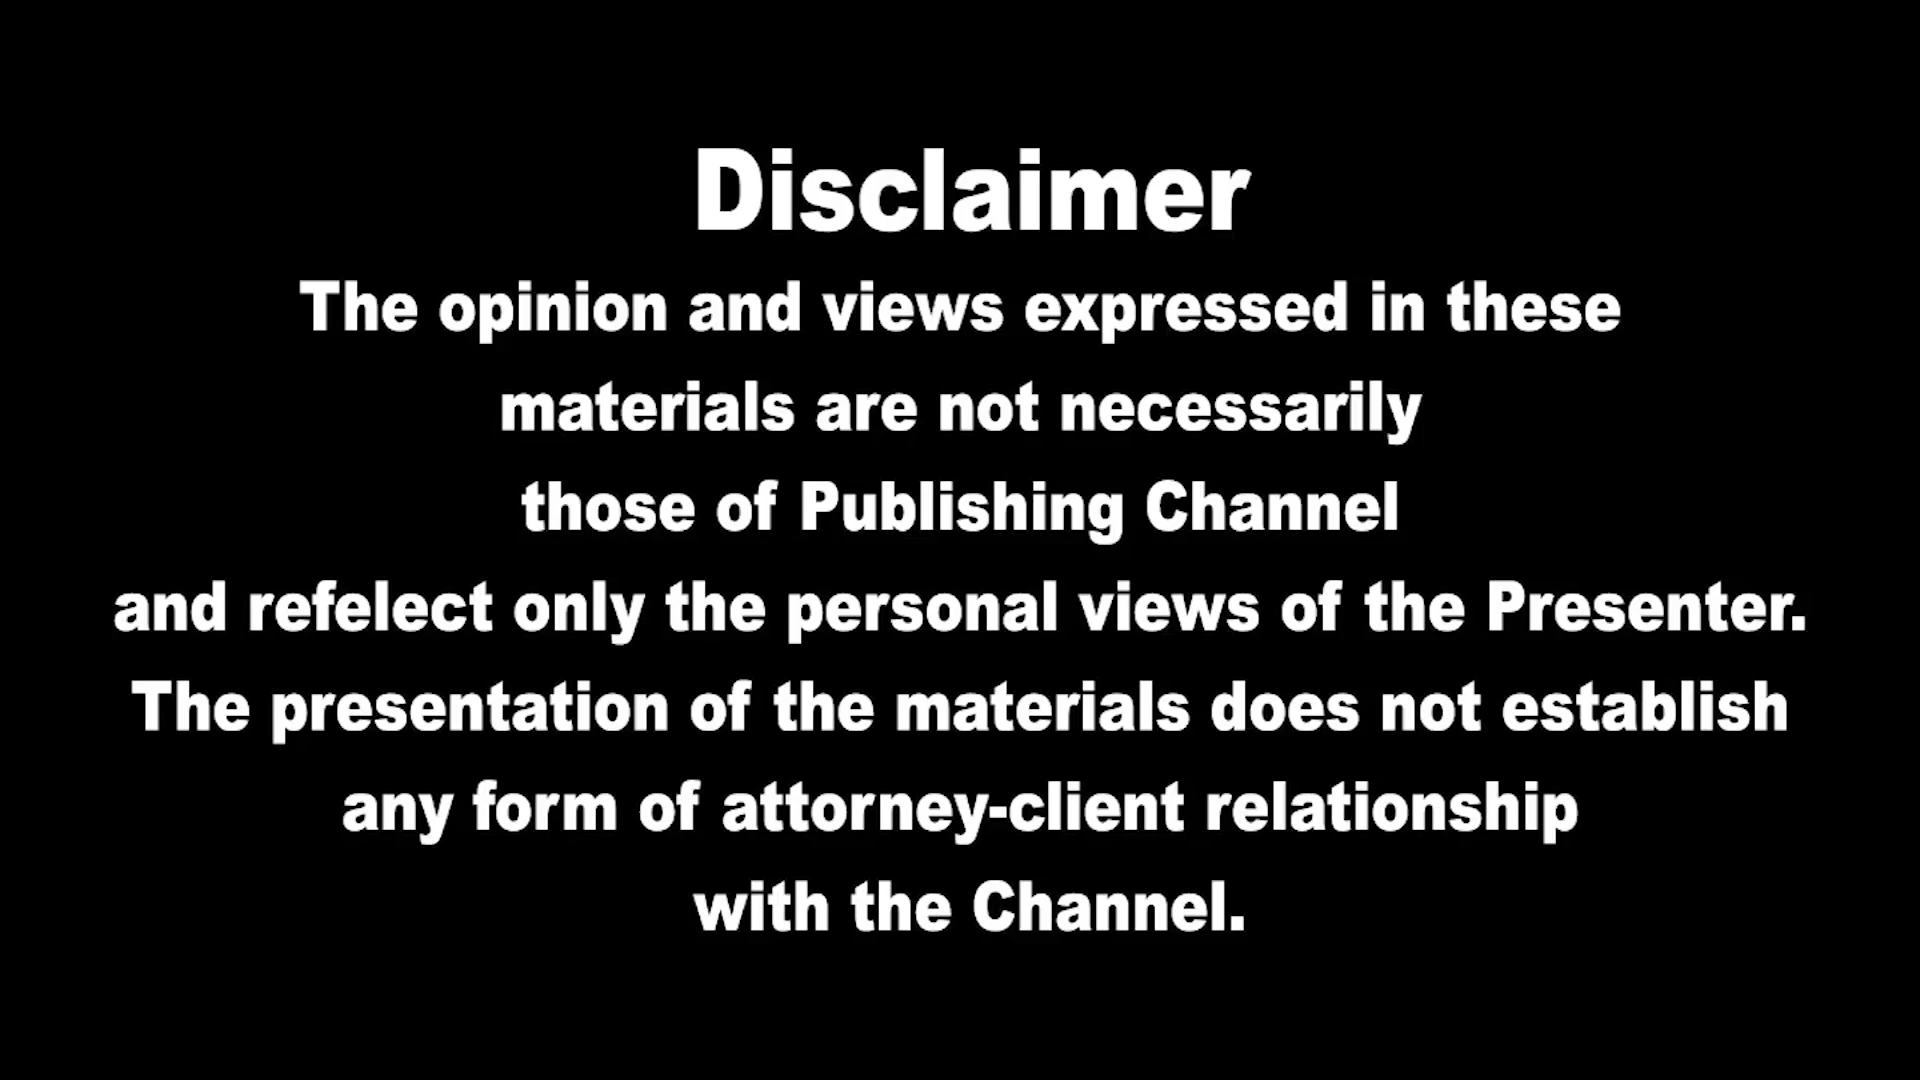 Disclaimer
The opinion and views expressed in these
materials are not necessarily
those of Publishing Channel
and refelect only the personal views of the Presenter.
The presentation of the materials does not establish
any form of attorney-client relationship
with the Channel.